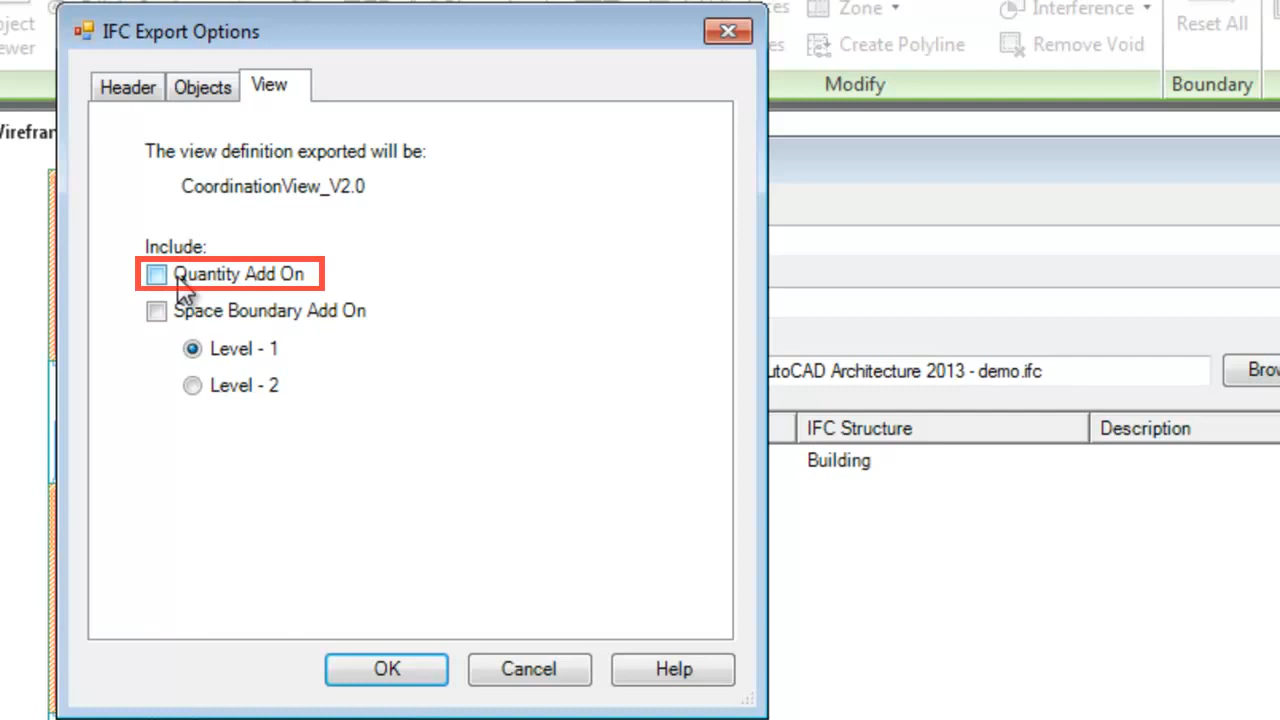 Zone
Interference
Reset All
Create Polyline
Remove Void
Modify
Boundary
IFC Export Options
Header
Objects
View
The view definition exported will be:
CoordinationView_V2.0
Include:
Quantity Add On
Space Boundary Add On
Level - 1
Level - 2
OK
Cancel
Help
utoCAD Architecture 2013 - demo.ifc
Brow
IFC Structure
Description
Building